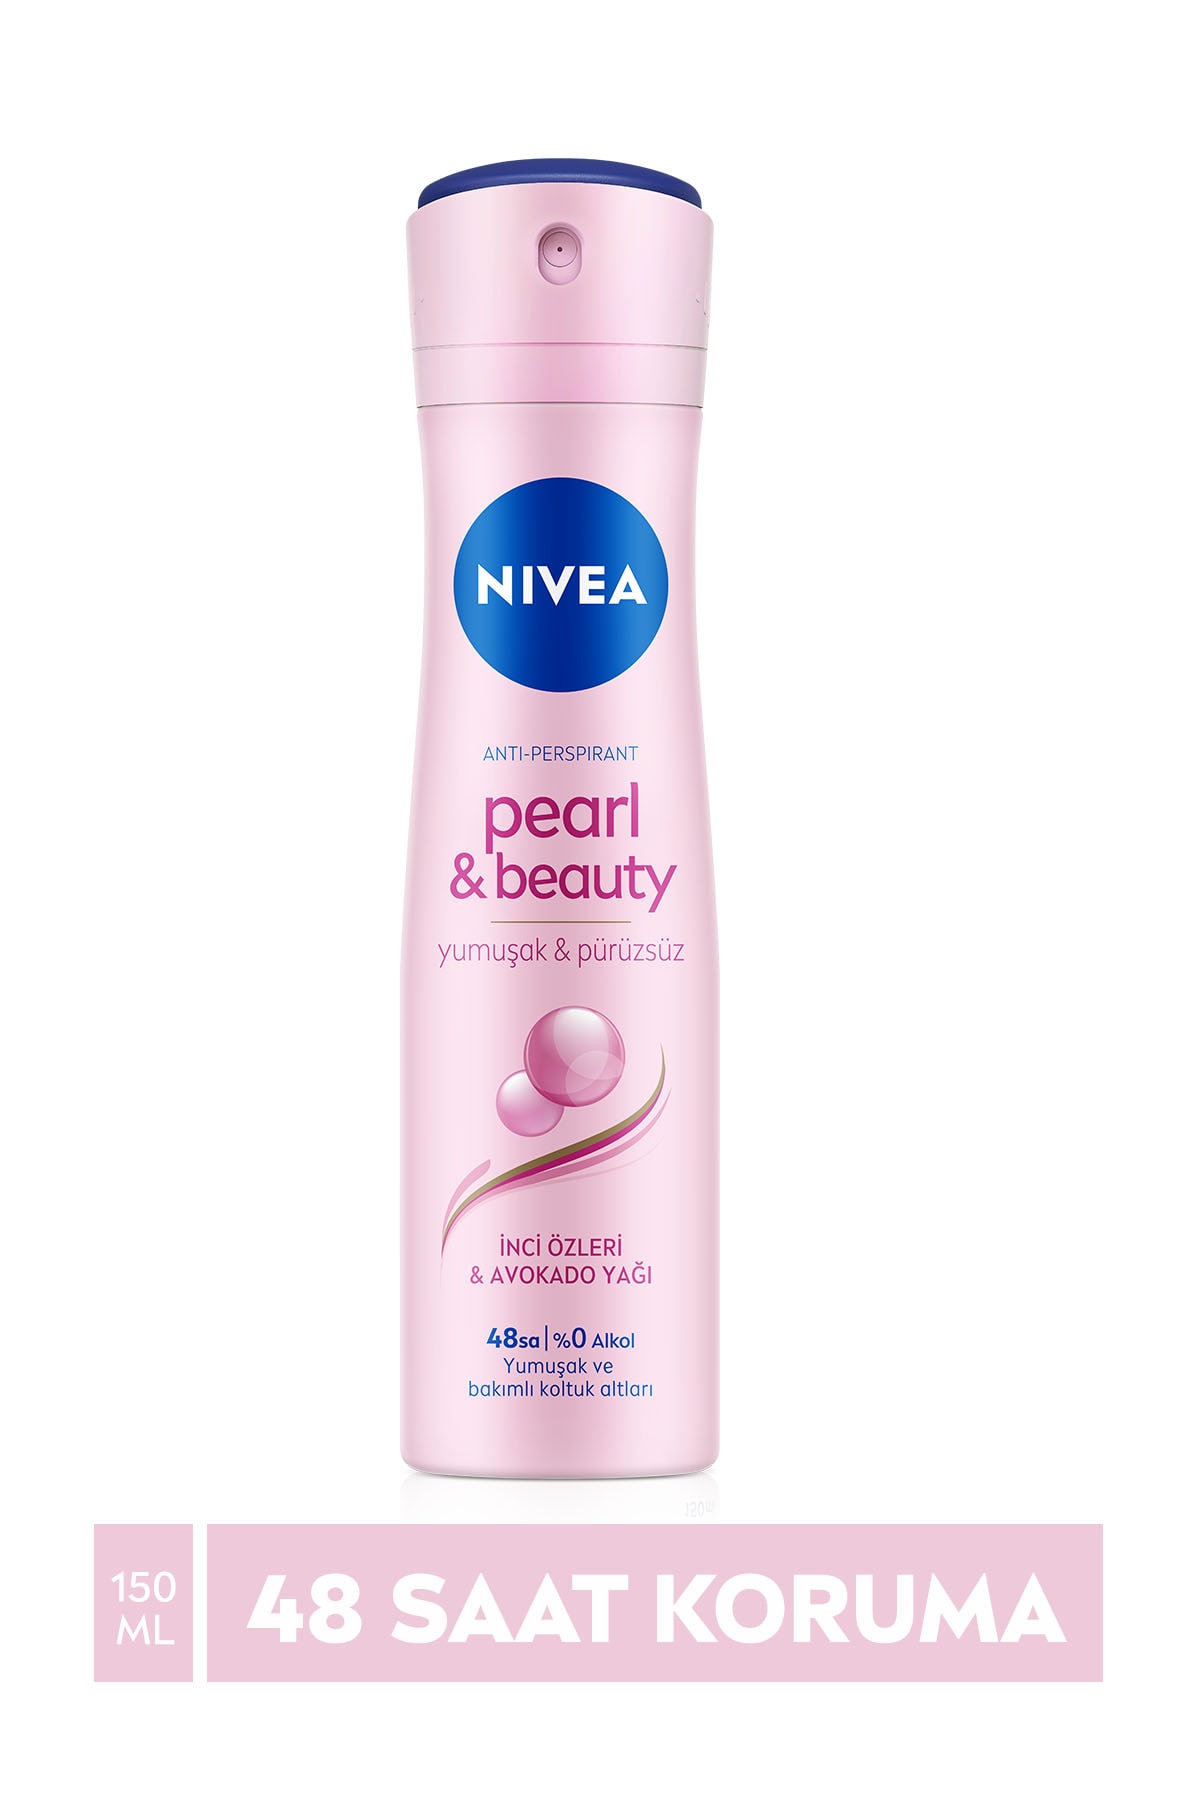 NIVEA
ANTI-PERSPIRANT
pearl
& beauty
yumuşak & pürüzsüz
İNCİ ÖZLERİ
& AVOKADO YAĞI
48sa | %0 Alkol
Yumuşak ve
bakımlı koltuk altları
150
ML
48 SAAT KORUMA